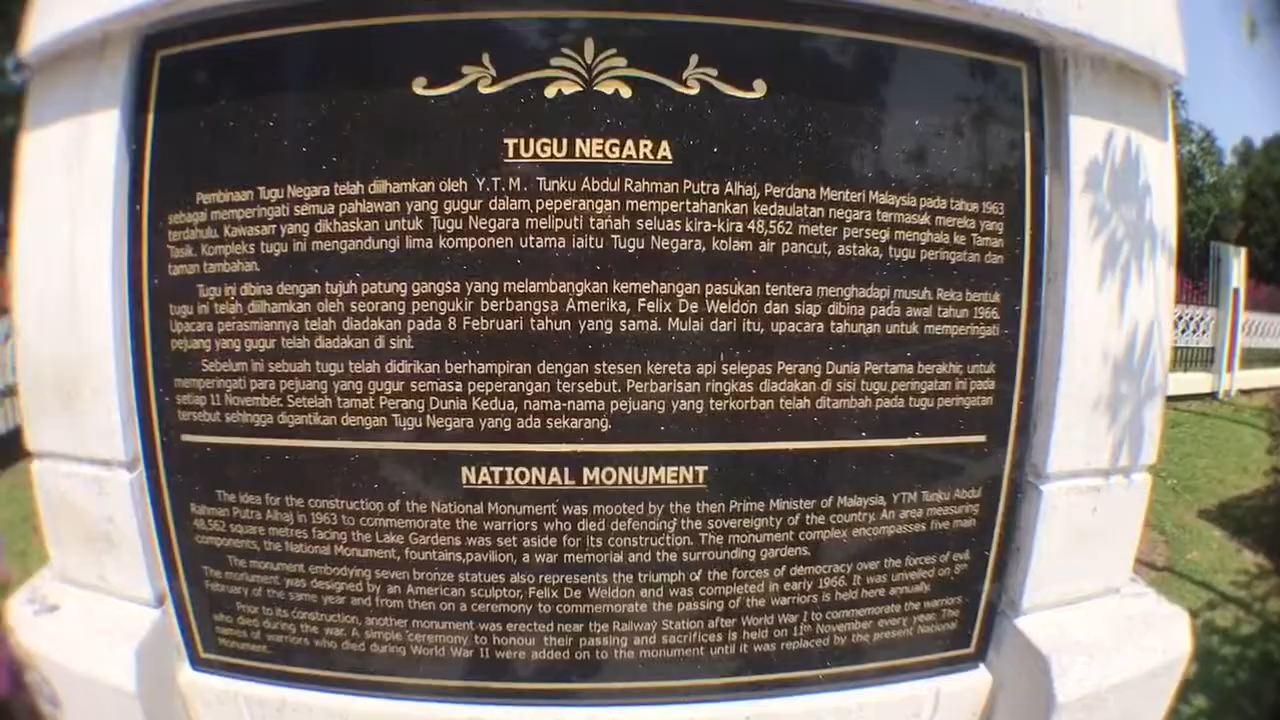 TUGU NEGARA
Pembinaan Tugu Negara telah diilhamkan oleh Y.T.M. Tunku Abdul Rahman Putra Alhaj, Perdana Menteri Malaysia pada tahun 1963
sebagai memperingati semua pahlawan yang gugur dalam peperangan mempertahankan kedaulatan negara termasuk mereka yang
terdahulu. Kawasan yang dikhaskan untuk Tugu Negara meliputi tanah seluas kira-kira 48,562 meter persegi menghala ke Taman
Tasik. Kompleks tugu ini mengandungi lima komponen utama iaitu Tugu Negara, kolam air pancut, astaka, tugu peringatan dan
taman tambahan.
Tugu ini dibina dengan tujuh patung gangsa yang melambangkan kemenangan pasukan tentera menghadapi musuh. Reka bentuk
tugu ini telah diilhamkan oleh seorang pengukir berbangsa Amerika, Felix De Weldon dan siap dibina pada awal tahun 1966.
Upacara perasmiannya telah diadakan pada 8 Februari tahun yang sama. Mulai dari itu, upacara tahunan untuk memperingati
pejuang yang gugur telah diadakan di sini.
Sebelum ini sebuah tugu telah didirikan berhampiran dengan stesen kereta api selepas Perang Dunia Pertama berakhir, untuk
memperingati para pejuang yang gugur semasa peperangan tersebut. Perbarisan ringkas diadakan di sisi tugu peringatan ini pada
setiap 11 November. Setelah tamat Perang Dunia Kedua, nama-nama pejuang yang terkorban telah ditambah pada tugu peringatan
tersebut sehingga digantikan dengan Tugu Negara yang ada sekarang.
NATIONAL MONUMENT
The idea for the construction of the National Monument was mooted by the then Prime Minister of Malaysia, YTM Tunku Abdul
Rahman Putra Alhaj in 1963 to commemorate the warriors who died defending the sovereignty of the country. An area measuring
48,562 square metres facing the Lake Gardens was set aside for its construction. The monument complex encompasses five main
components, the National Monument, fountains,pavilion, a war memorial and the surrounding gardens.
The monument embodying seven bronze statues also represents the triumph of the forces of democracy over the forces of evil.
The monument was designed by an American sculptor, Felix De Weldon and was completed in early 1966. It was unveiled on 8th
February of the same year and from then on a ceremony to commemorate the passing of the warriors is held here annually.
Prior to its construction, another monument was erected near the Railway Station after World War I to commemorate the warriors
who died during the war. A simple ceremony to honour their passing and sacrifices is held on 11th November every year. The
names of warriors who died during World War II were added on to the monument until it was replaced by the present National
Monument.